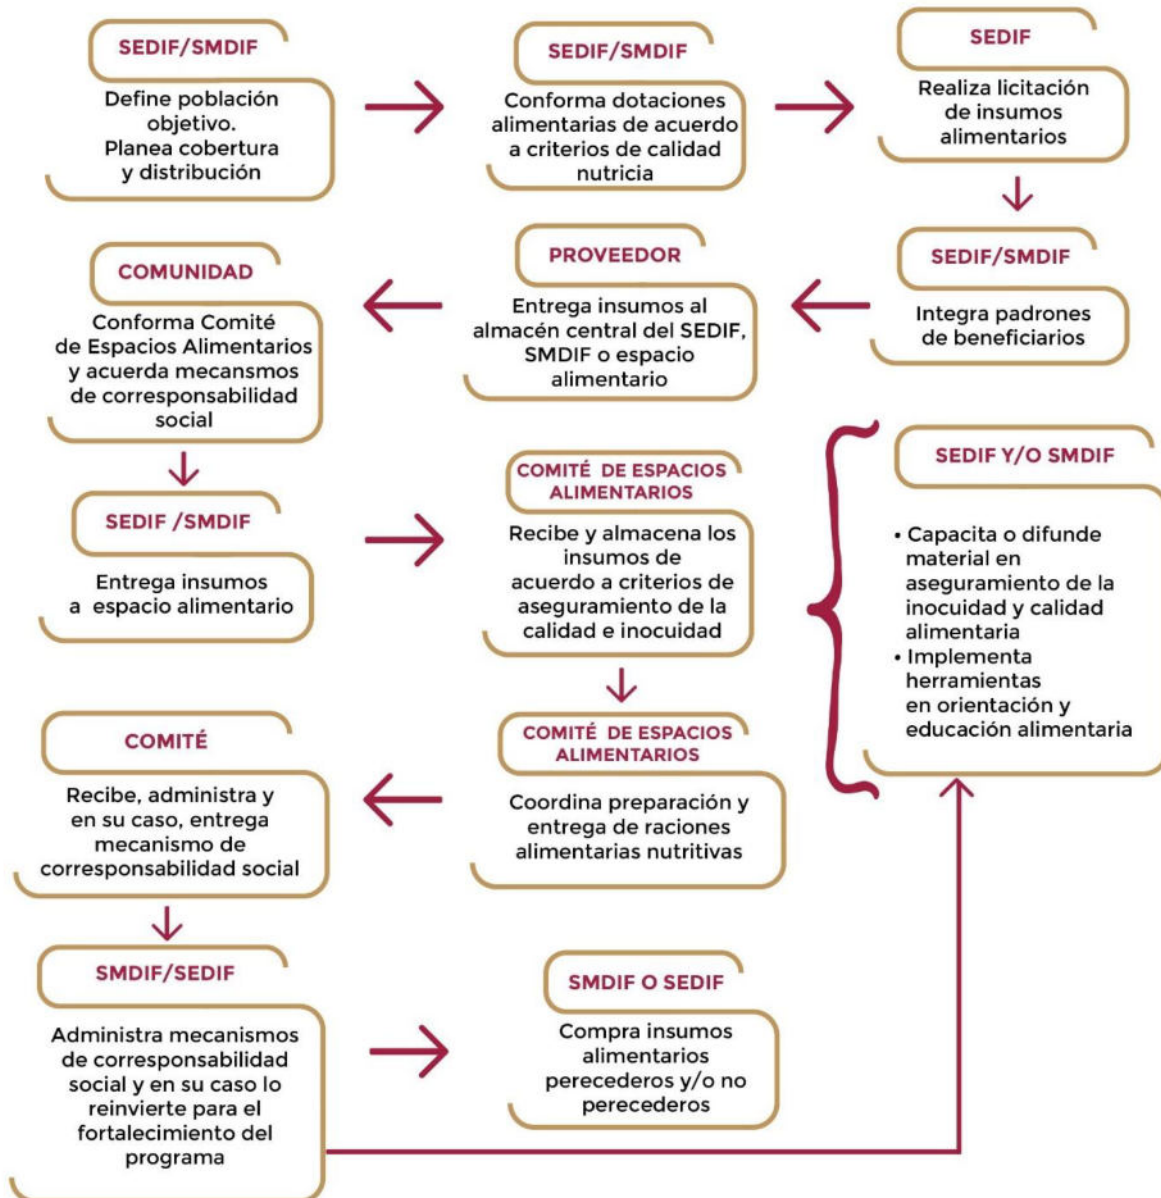 SEDIF/SMDIF
Define población
objetivo.
Planea cobertura
y distribución
SEDIF/SMDIF
Conforma dotaciones
alimentarias de acuerdo
a criterios de calidad
nutricia
SEDIF
Realiza licitación
de insumos
alimentarios
SEDIF/SMDIF
Integra padrones
de beneficiarios
PROVEEDOR
Entrega insumos al
almacén central del SEDIF,
SMDIF o espacio
alimentario
COMUNIDAD
Conforma Comité
de Espacios Alimentarios
y acuerda mecansmos
de corresponsabilidad
social
SEDIF /SMDIF
Entrega insumos
a espacio alimentario
COMITÉ DE ESPACIOS
ALIMENTARIOS
Recibe y almacena los
insumos de
acuerdo a criterios de
aseguramiento de la
calidad e inocuidad
SEDIF Y/O SMDIF
• Capacita o difunde
material en
aseguramiento de la
inocuidad y calidad
alimentaria
• Implementa
herramientas
en orientación y
educación alimentaria
COMITÉ DE ESPACIOS
ALIMENTARIOS
Coordina preparación y
entrega de raciones
alimentarias nutritivas
COMITÉ
Recibe, administra y
en su caso, entrega
mecanismo de
corresponsabilidad social
SMDIF/SEDIF
Administra mecanismos
de corresponsabilidad
social y en su caso lo
reinvierte para el
fortalecimiento del
programa
SMDIF O SEDIF
Compra insumos
alimentarios
perecederos y/o no
perecederos